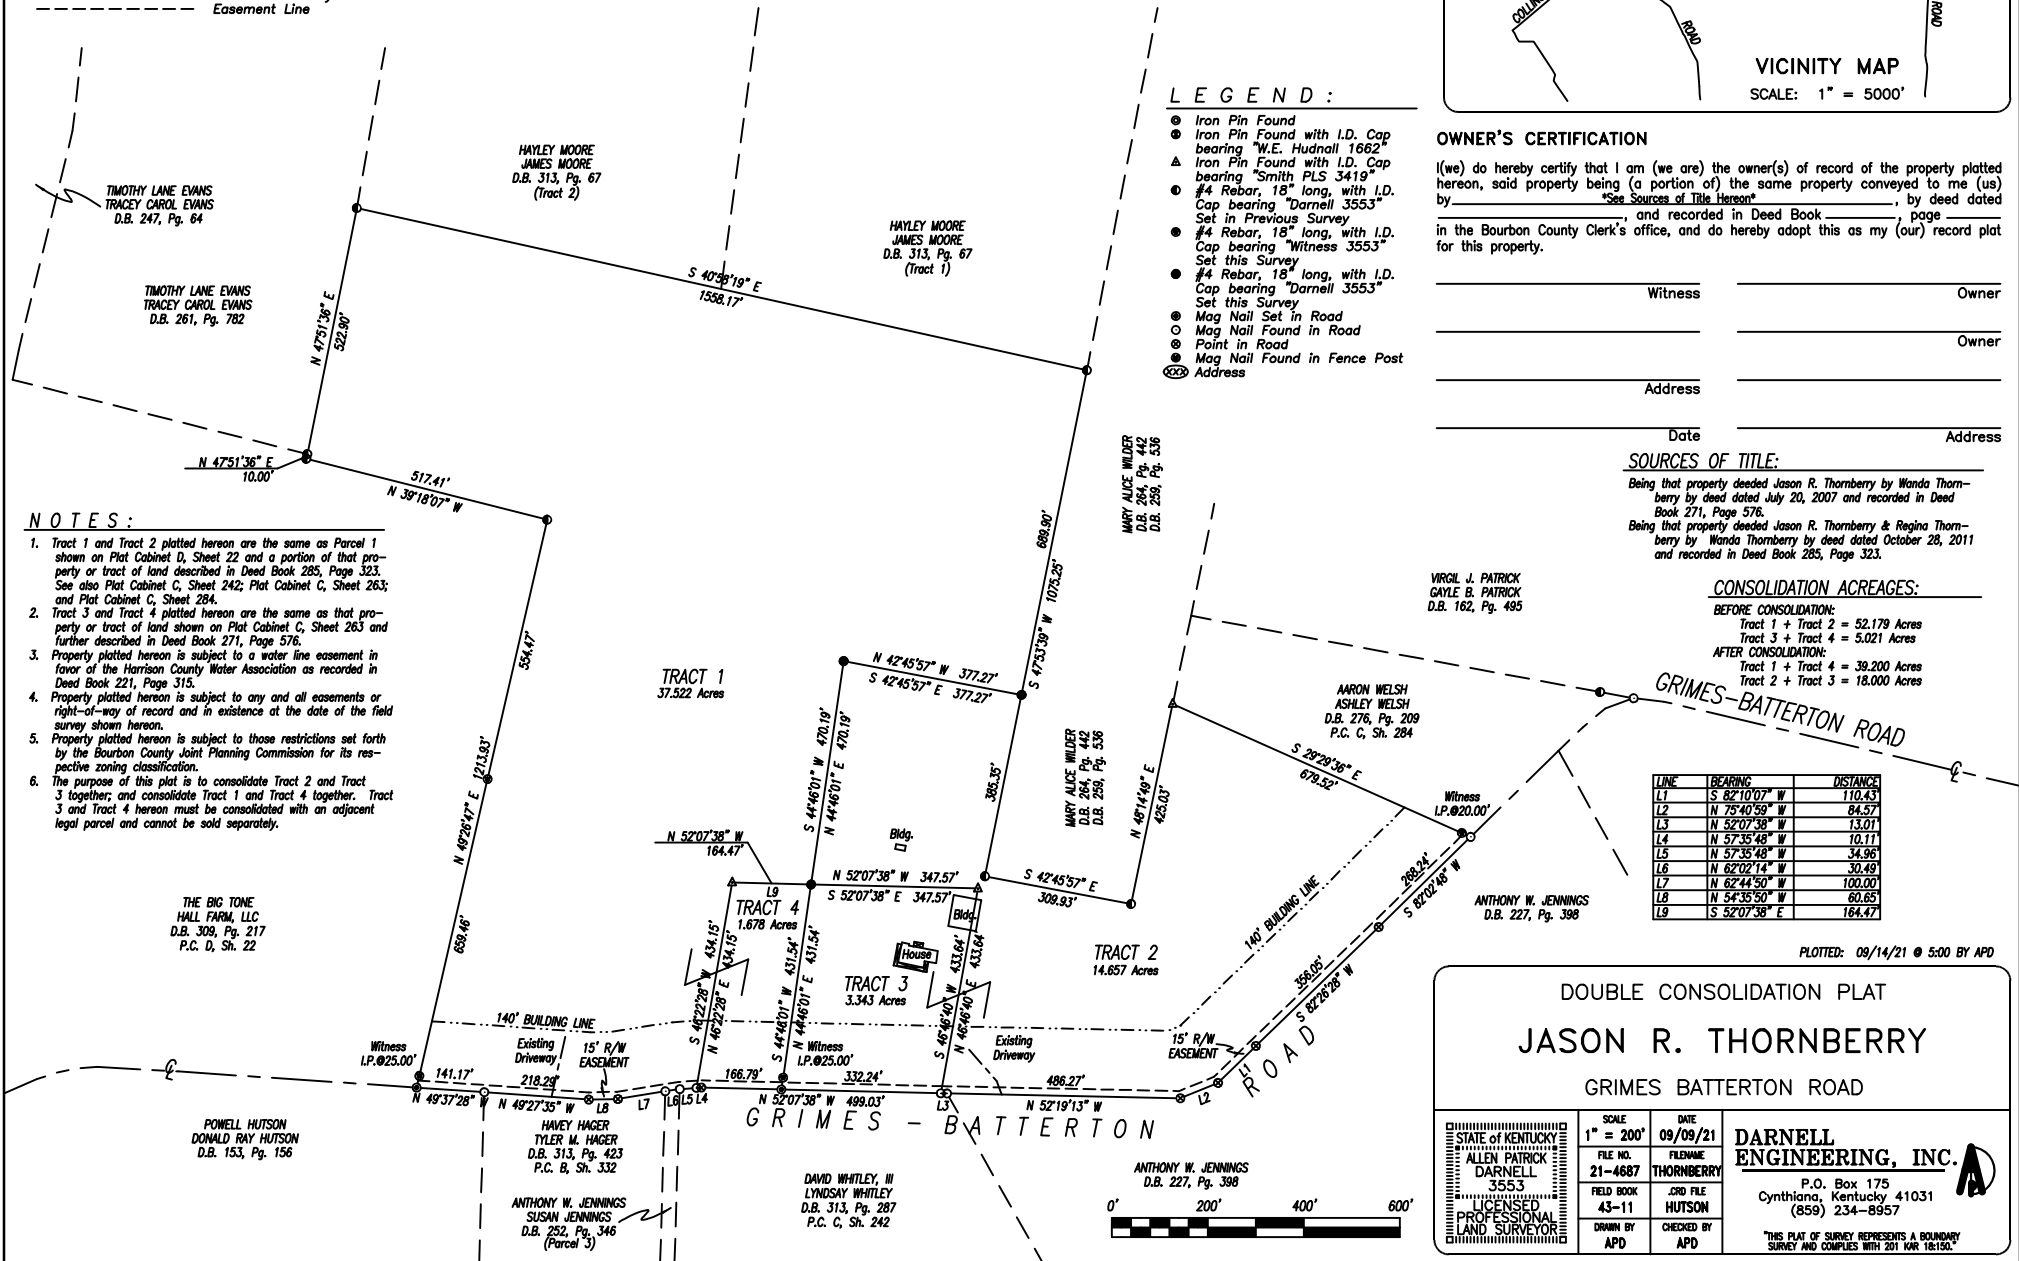 Easement Line
TIMOTHY LANE EVANS
TRACEY CAROL EVANS
D.B. 247, Pg. 64
TIMOTHY LANE EVANS
TRACEY CAROL EVANS
D.B. 261, Pg. 782
HAYLEY MOORE
JAMES MOORE
D.B. 313, Pg. 67
(Tract 2)
HAYLEY MOORE
JAMES MOORE
D.B. 313, Pg. 67
(Tract 1)
S 40°58'19" E
1558.17'
N 47°51'36" E
522.90'
N 47°51'36" E
10.00'
517.41'
N 39°18'07" W
LEGEND:
Iron Pin Found
Iron Pin Found with I.D. Cap
bearing "W.E. Hudnall 1662"
Iron Pin Found with I.D. Cap
bearing "Smith PLS 3419"
#4 Rebar, 18" long, with I.D.
Cap bearing "Darnell 3553"
Set in Previous Survey
#4 Rebar, 18" long, with I.D.
Cap bearing "Witness 3553"
Set this Survey
#4 Rebar, 18" long, with I.D.
Cap bearing "Darnell 3553"
Set this Survey
Mag Nail Set in Road
Mag Nail Found in Road
Point in Road
Mag Nail Found in Fence Post
XXX Address
COLLIN
ROAD
ROAD
VICINITY MAP
SCALE: 1" = 5000'
OWNER'S CERTIFICATION
I(we) do hereby certify that I am (we are) the owner(s) of record of the property platted
hereon, said property being (a portion of) the same property conveyed to me (us)
by *See Sources of Title Hereon* , by deed dated
, and recorded in Deed Book , page
in the Bourbon County Clerk's office, and do hereby adopt this as my (our) record plat
for this property.
Witness Owner
Owner
Address
Date Address
SOURCES OF TITLE:
Being that property deeded Jason R. Thornberry by Wanda Thorn-
berry by deed dated July 20, 2007 and recorded in Deed
Book 271, Page 576.
Being that property deeded Jason R. Thornberry & Regina Thorn-
berry by Wanda Thornberry by deed dated October 28, 2011
and recorded in Deed Book 285, Page 323.
CONSOLIDATION ACREAGES:
BEFORE CONSOLIDATION:
Tract 1 + Tract 2 = 52.179 Acres
Tract 3 + Tract 4 = 5.021 Acres
AFTER CONSOLIDATION:
Tract 1 + Tract 4 = 39.200 Acres
Tract 2 + Tract 3 = 18.000 Acres
NOTES:
1. Tract 1 and Tract 2 platted hereon are the same as Parcel 1
shown on Plat Cabinet D, Sheet 22 and a portion of that pro-
perty or tract of land described in Deed Book 285, Page 323.
See also Plat Cabinet C, Sheet 242; Plat Cabinet C, Sheet 263;
and Plat Cabinet C, Sheet 284.
2. Tract 3 and Tract 4 platted hereon are the same as that pro-
perty or tract of land shown on Plat Cabinet C, Sheet 263 and
further described in Deed Book 271, Page 576.
3. Property platted hereon is subject to a water line easement in
favor of the Harrison County Water Association as recorded in
Deed Book 221, Page 315.
4. Property platted hereon is subject to any and all easements or
right-of-way of record and in existence at the date of the field
survey shown hereon.
5. Property platted hereon is subject to those restrictions set forth
by the Bourbon County Joint Planning Commission for its res-
pective zoning classification.
6. The purpose of this plat is to consolidate Tract 2 and Tract
3 together; and consolidate Tract 1 and Tract 4 together. Tract
3 and Tract 4 hereon must be consolidated with an adjacent
legal parcel and cannot be sold separately.
554.47'
N 49°26'47" E 1213.93'
659.46'
TRACT 1
37.522 Acres
MARY ALICE WILDER
D.B. 264, Pg. 442
D.B. 259, Pg. 536
689.90'
S 47°53'39" W 1075.25'
385.35'
N 42°45'57" W 377.27'
S 42°45'57" E 377.27'
S 44°46'01" W 470.19'
N 44°46'01" E 470.19'
MARY ALICE WILDER
D.B. 264, Pg. 442
D.B. 259, Pg. 536
N 48°14'49" E
426.03'
VIRGIL J. PATRICK
GAYLE B. PATRICK
D.B. 162, Pg. 495
AARON WELSH
ASHLEY WELSH
D.B. 276, Pg. 209
P.C. C, Sh. 284
S 29°29'36" E
679.52'
GRIMES-BATTERTON ROAD
Witness
I.P.@20.00'
LINE BEARING DISTANCE
L1 S 82°10'07" W 110.43'
L2 N 75°40'59" W 84.57'
L3 N 52°07'38" W 13.01'
L4 N 57°35'48" W 10.11'
L5 N 57°35'48" W 34.96'
L6 N 62°02'14" W 30.49'
L7 N 62°44'50" W 100.00'
L8 N 54°35'50" W 60.65'
L9 S 52°07'38" E 164.47'
THE BIG TONE
HALL FARM, LLC
D.B. 309, Pg. 217
P.C. D, Sh. 22
N 52°07'38" W
164.47'
L9
Bldg.
N 52°07'38" W 347.57'
S 52°07'38" E 347.57'
S 42°45'57" E
309.93'
TRACT 4
1.678 Acres
S 46°22'28" W 434.15'
N 46°22'28" E 434.15'
S 44°46'01" W 431.54'
N 44°46'01" E 431.54'
Bldg.
House
TRACT 3
3.343 Acres
S 46°46'40" W 433.64'
N 46°46'40" E 433.64'
TRACT 2
14.657 Acres
140' BUILDING LINE
268.24'
S 82°02'48" W
356.05'
S 82°26'28" W
ANTHONY W. JENNINGS
D.B. 227, Pg. 398
PLOTTED: 09/14/21 @ 5:00 BY APD
140' BUILDING LINE
Witness
I.P.@25.00'
Existing
Driveway
15' R/W
EASEMENT
Witness
I.P.@25.00'
Existing
Driveway
15' R/W
EASEMENT
141.17'
N 49°37'28" W
218.29'
N 49°27'35" W
L8
L7
L6
L5
L4
166.79'
N 52°07'38" W 499.03'
332.24'
L3
486.27'
N 52°19'13" W
L2
L1
GRIMES - BATTERTON
ROAD
POWELL HUTSON
DONALD RAY HUTSON
D.B. 153, Pg. 156
HAVEY HAGER
TYLER M. HAGER
D.B. 313, Pg. 423
P.C. B, Sh. 332
ANTHONY W. JENNINGS
SUSAN JENNINGS
D.B. 252, Pg. 346
(Parcel 3)
DAVID WHITLEY, III
LYNDSAY WHITLEY
D.B. 313, Pg. 287
P.C. C, Sh. 242
ANTHONY W. JENNINGS
D.B. 227, Pg. 398
0' 200' 400' 600'
DOUBLE CONSOLIDATION PLAT
JASON R. THORNBERRY
GRIMES BATTERTON ROAD
STATE of KENTUCKY
ALLEN PATRICK
DARNELL
3553
LICENSED
PROFESSIONAL
LAND SURVEYOR
SCALE
1" = 200'
DATE
09/09/21
FILE NO.
21-4687
FILENAME
THORNBERRY
FIELD BOOK
43-11
.CRD FILE
HUTSON
DRAWN BY
APD
CHECKED BY
APD
DARNELL
ENGINEERING, INC.
P.O. Box 175
Cynthiana, Kentucky 41031
(859) 234-8957
"THIS PLAT OF SURVEY REPRESENTS A BOUNDARY
SURVEY AND COMPLIES WITH 201 KAR 18:150."